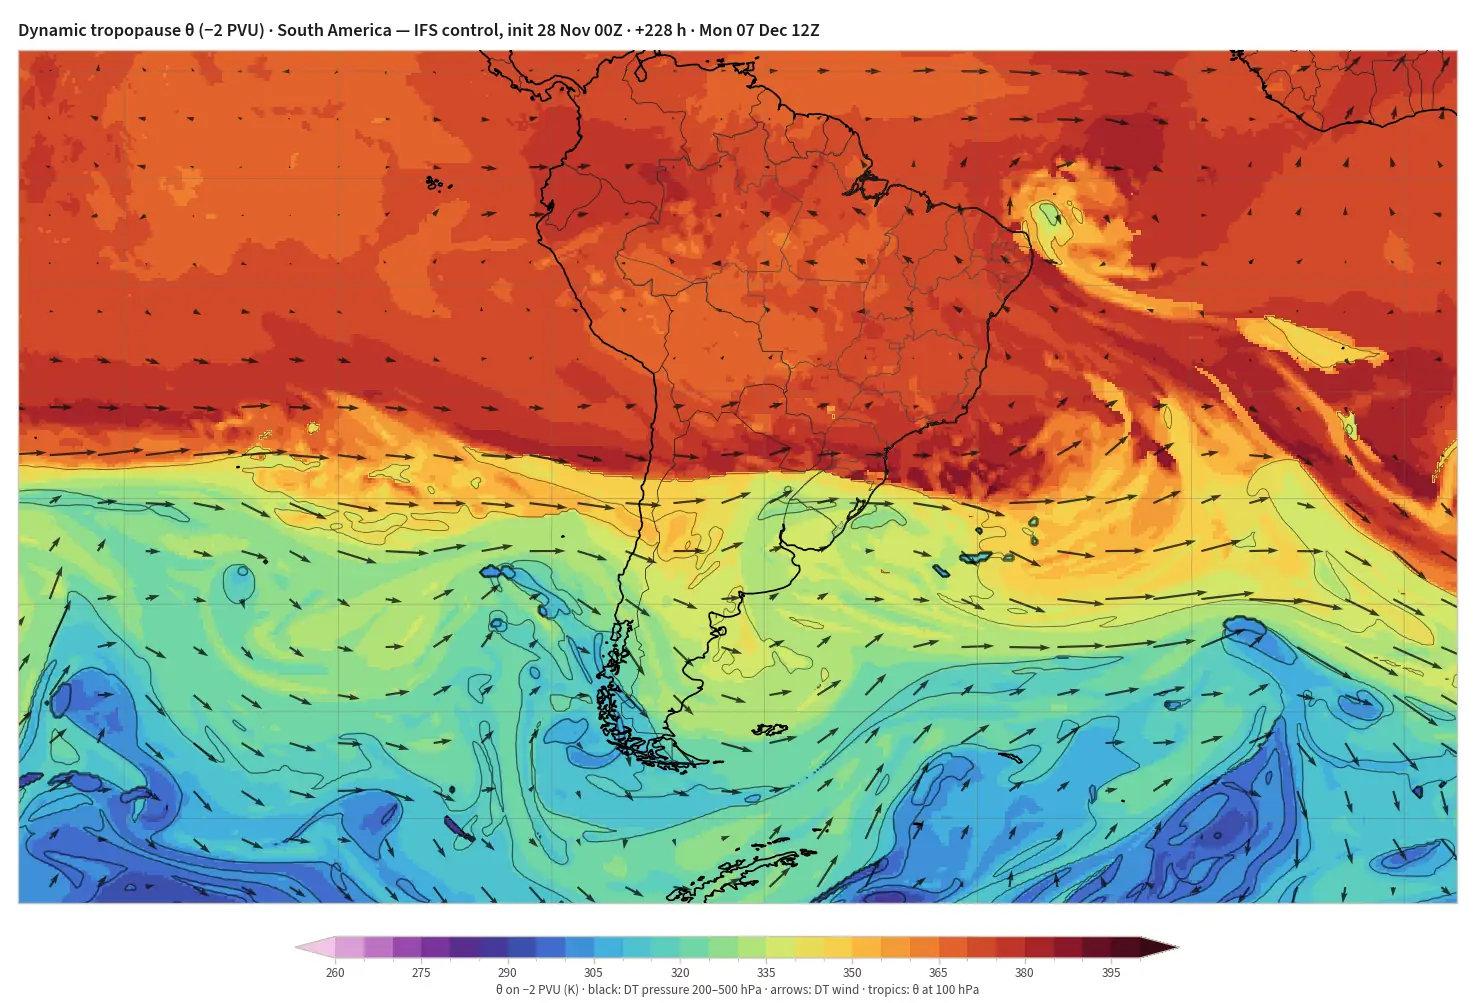 Dynamic tropopause θ (−2 PVU) · South America — IFS control, init 28 Nov 00Z · +228 h · Mon 07 Dec 12Z
260 275 290 305 320 335 350 365 380 395
θ on −2 PVU (K) · black: DT pressure 200–500 hPa · arrows: DT wind · tropics: θ at 100 hPa